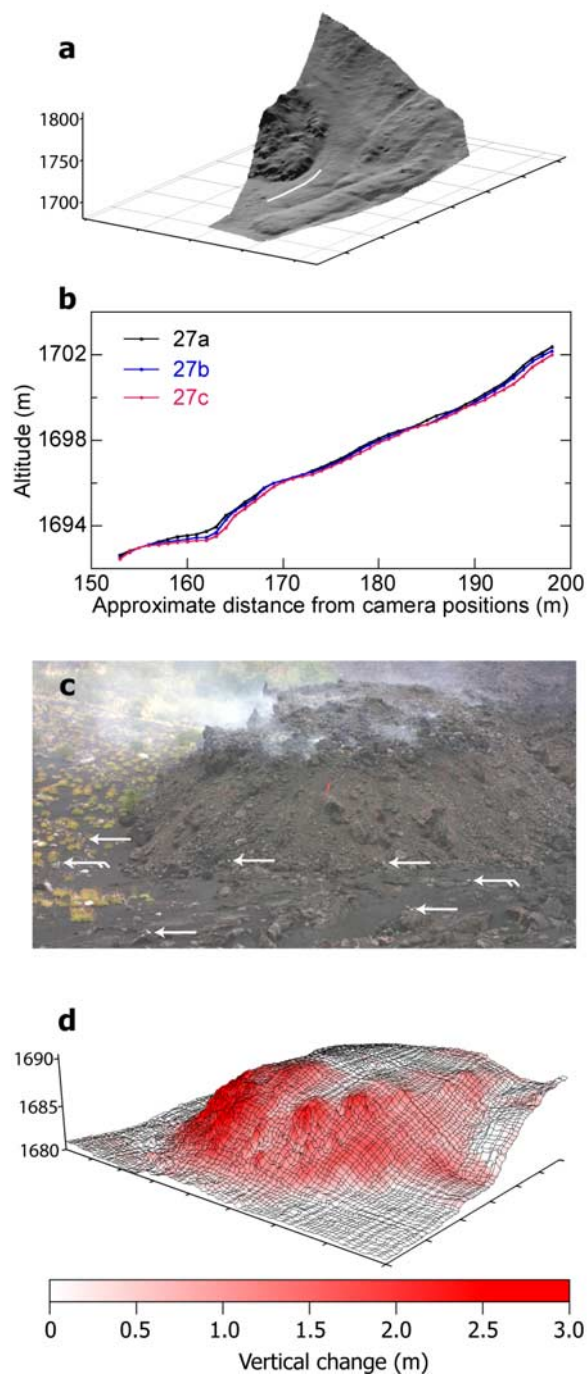 a
1800
1750
1700
b
27a
27b
27c
1702
1698
1694
Altitude (m)
150 160 170 180 190 200
Approximate distance from camera positions (m)
c
d
1690
1685
1680
0 0.5 1.0 1.5 2.0 2.5 3.0
Vertical change (m)